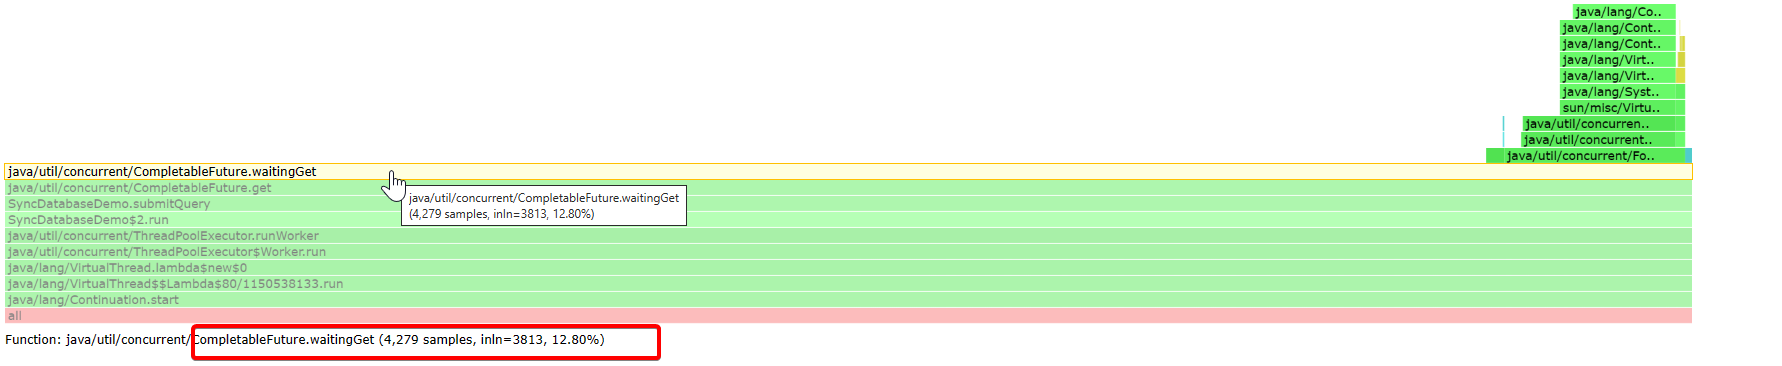 java/lang/Co..
java/lang/Cont..
java/lang/Cont..
java/lang/Virt..
java/lang/Virt..
java/lang/Syst..
sun/misc/Virtu..
java/util/concurren..
java/util/concurrent..
java/util/concurrent/Fo..
java/util/concurrent/CompletableFuture.waitingGet
java/util/concurrent/CompletableFuture.get
java/util/concurrent/CompletableFuture.waitingGet
(4,279 samples, inln=3813, 12.80%)
SyncDatabaseDemo.submitQuery
SyncDatabaseDemo$2.run
java/util/concurrent/ThreadPoolExecutor.runWorker
java/util/concurrent/ThreadPoolExecutor$Worker.run
java/lang/VirtualThread.lambda$new$0
java/lang/VirtualThread$$Lambda$80/1150538133.run
java/lang/Continuation.start
all
Function: java/util/concurrent/CompletableFuture.waitingGet (4,279 samples, inln=3813, 12.80%)